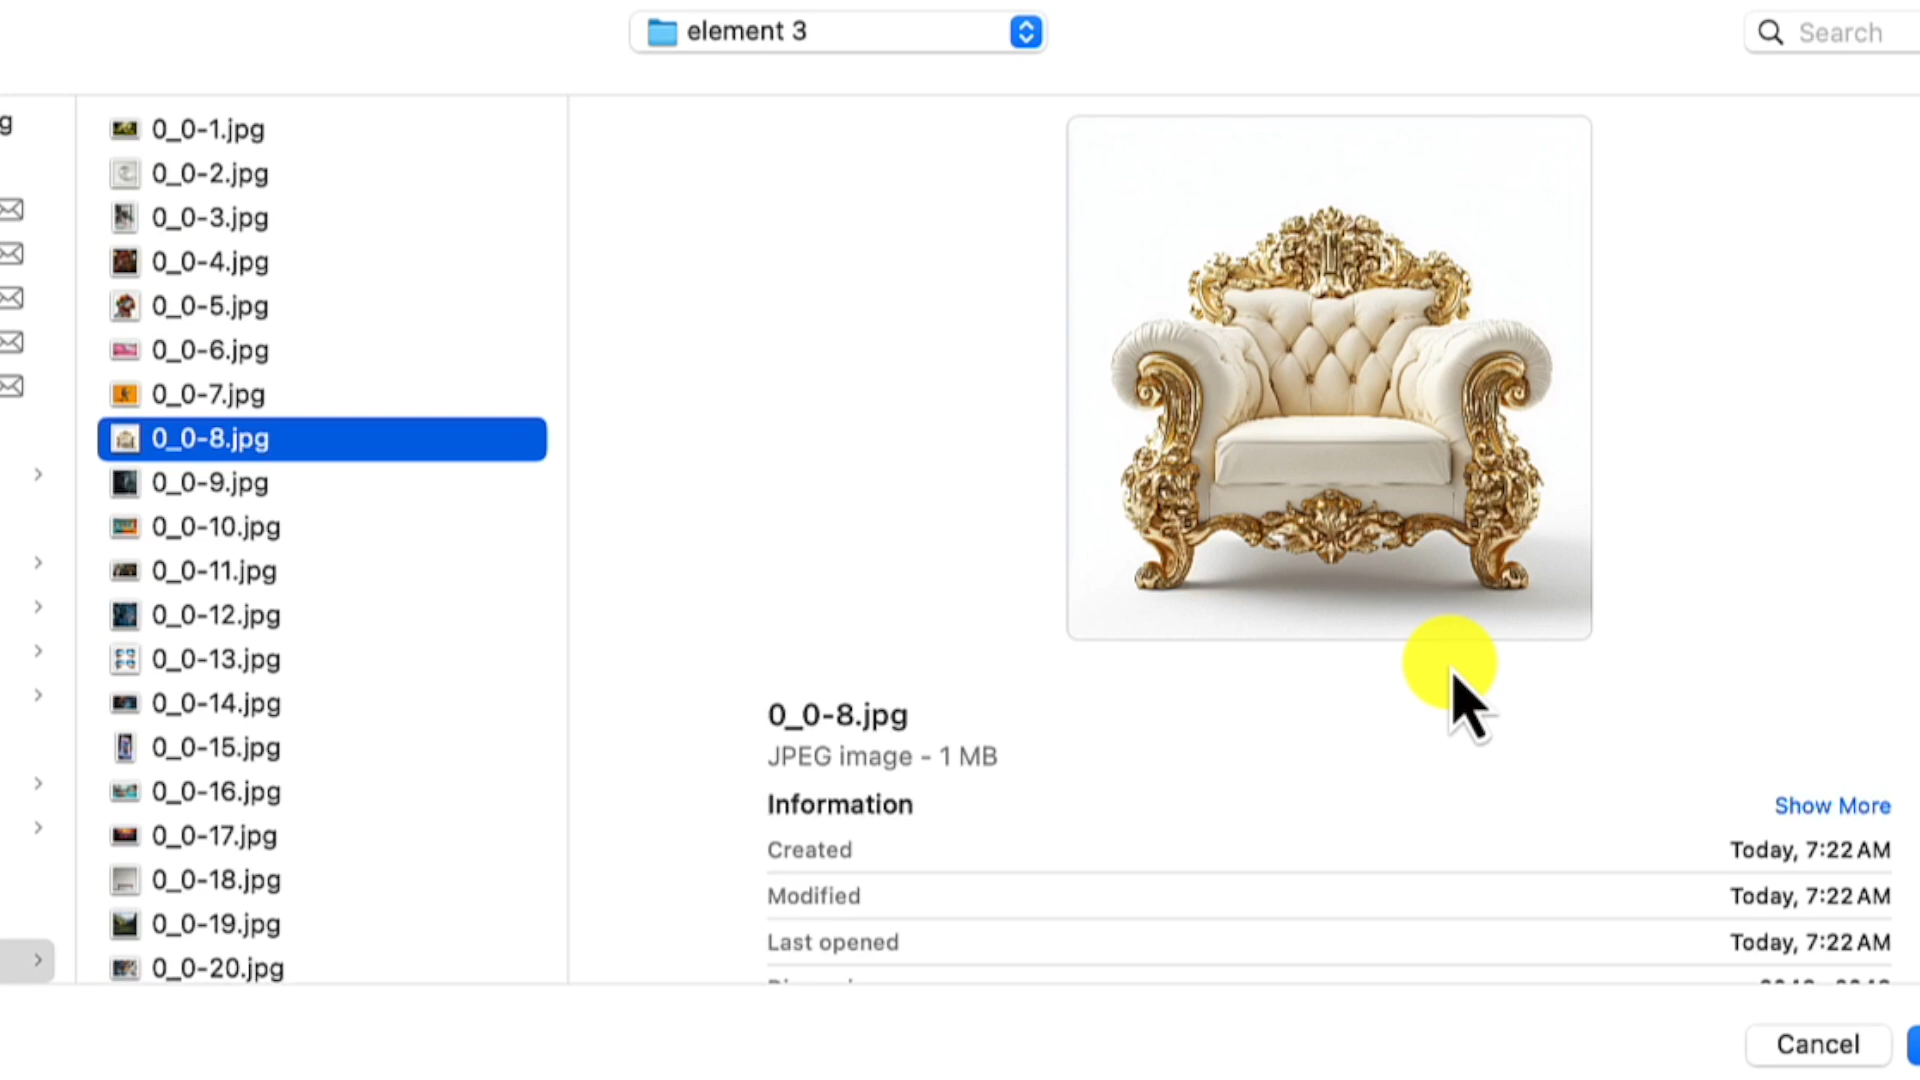 element 3
Search
g
0_0-1.jpg
0_0-2.jpg
0_0-3.jpg
0_0-4.jpg
0_0-5.jpg
0_0-6.jpg
0_0-7.jpg
0_0-8.jpg
0_0-9.jpg
0_0-10.jpg
0_0-11.jpg
0_0-12.jpg
0_0-13.jpg
0_0-14.jpg
0_0-15.jpg
0_0-16.jpg
0_0-17.jpg
0_0-18.jpg
0_0-19.jpg
0_0-20.jpg
0_0-8.jpg
JPEG image - 1 MB
Information Show More
Created Today, 7:22 AM
Modified Today, 7:22 AM
Last opened Today, 7:22 AM
Cancel